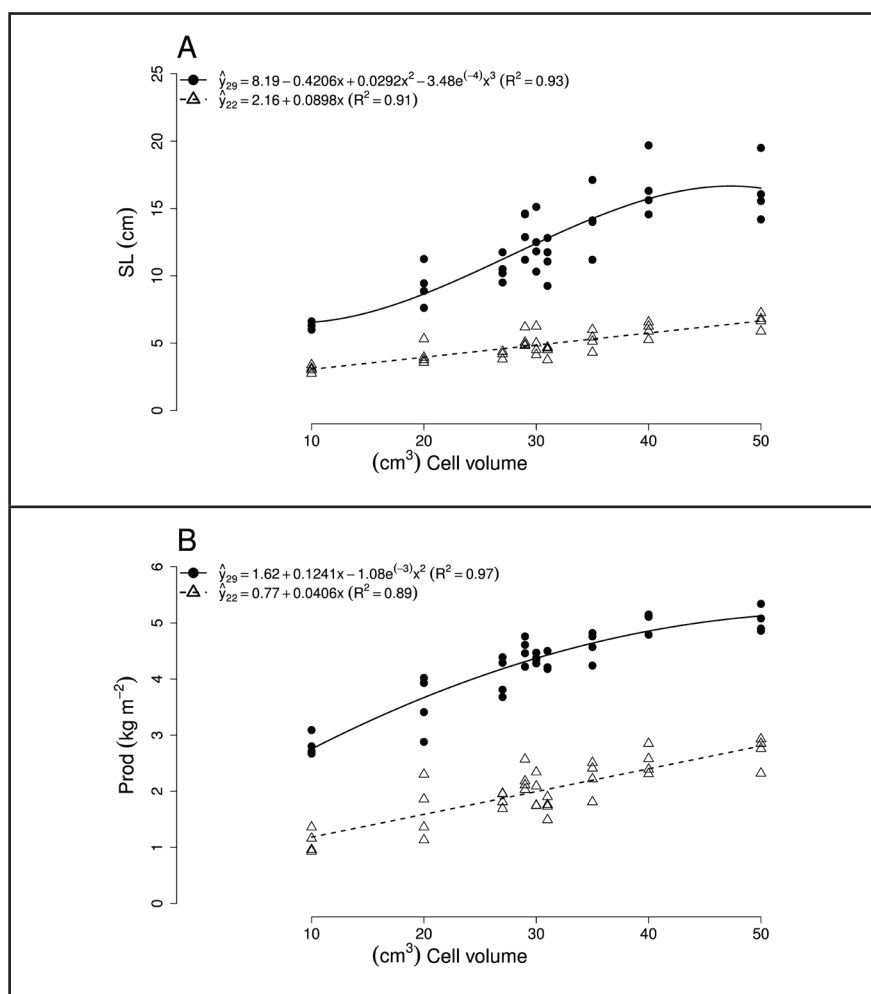 A
ŷ₂₉ = 8.19 − 0.4206x + 0.0292x² − 3.48e⁽⁻⁴⁾x³ (R² = 0.93)
ŷ₂₂ = 2.16 + 0.0898x (R² = 0.91)
25
20
15
10
5
0
SL (cm)
10 20 30 40 50
(cm³) Cell volume
B
ŷ₂₉ = 1.62 + 0.1241x − 1.08e⁽⁻³⁾x² (R² = 0.97)
ŷ₂₂ = 0.77 + 0.0406x (R² = 0.89)
6
5
4
3
2
1
0
Prod (kg m⁻²)
10 20 30 40 50
(cm³) Cell volume